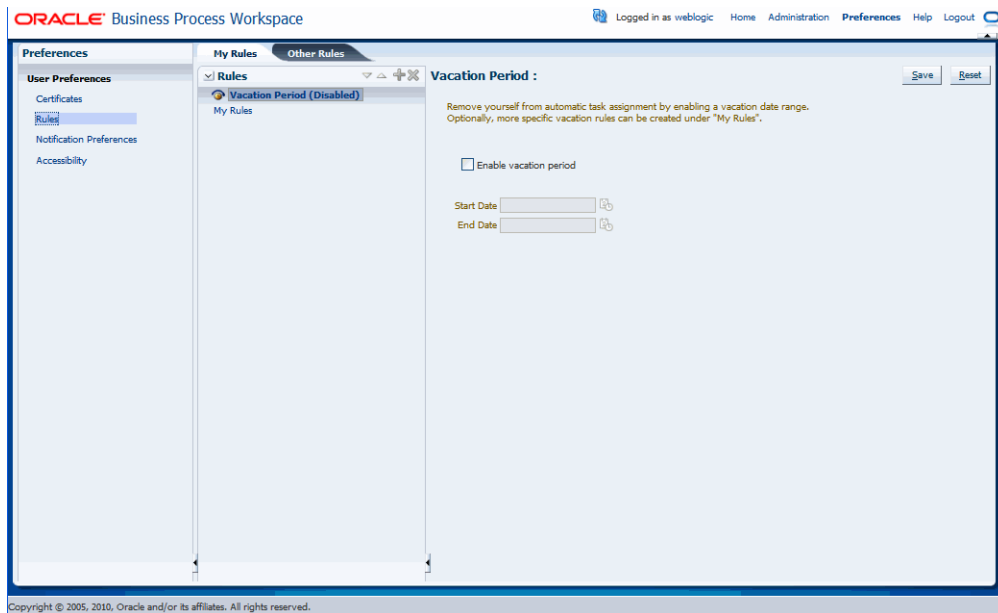 ORACLE Business Process Workspace
Logged in as weblogic Home Administration Preferences Help Logout
Preferences
User Preferences
Certificates
Rules
Notification Preferences
Accessibility
My Rules Other Rules
Rules
Vacation Period (Disabled)
My Rules
Vacation Period :
Save Reset
Remove yourself from automatic task assignment by enabling a vacation date range.
Optionally, more specific vacation rules can be created under "My Rules".
Enable vacation period
Start Date
End Date
Copyright © 2005, 2010, Oracle and/or its affiliates. All rights reserved.